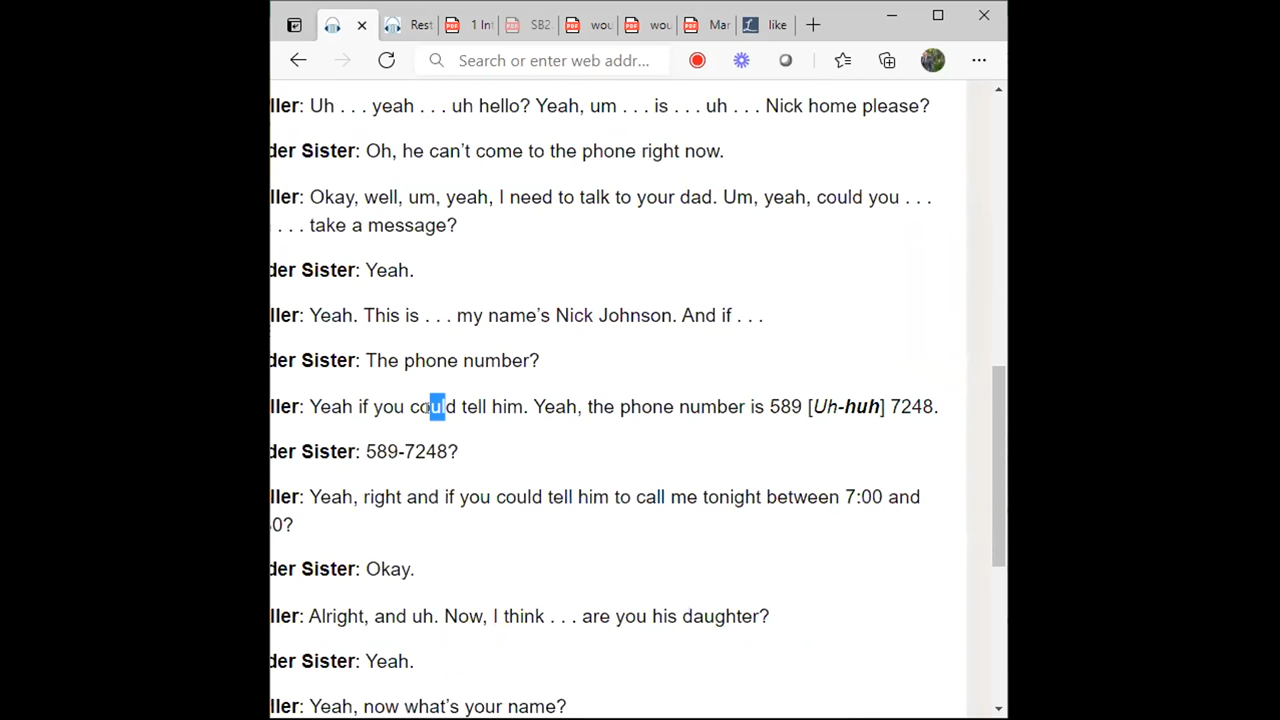 Rest
PDF
1 Int
PDF
SB2
PDF
wou
PDF
wou
PDF
Mar
L
like
Search or enter web addr...
ller: Uh . . . yeah . . . uh hello? Yeah, um . . . is . . . uh . . . Nick home please?
der Sister: Oh, he can’t come to the phone right now.
ller: Okay, well, um, yeah, I need to talk to your dad. Um, yeah, could you . . .
. . . take a message?
der Sister: Yeah.
ller: Yeah. This is . . . my name’s Nick Johnson. And if . . .
der Sister: The phone number?
ller: Yeah if you could tell him. Yeah, the phone number is 589 [Uh-huh] 7248.
der Sister: 589-7248?
ller: Yeah, right and if you could tell him to call me tonight between 7:00 and
0?
der Sister: Okay.
ller: Alright, and uh. Now, I think . . . are you his daughter?
der Sister: Yeah.
ller: Yeah, now what’s your name?